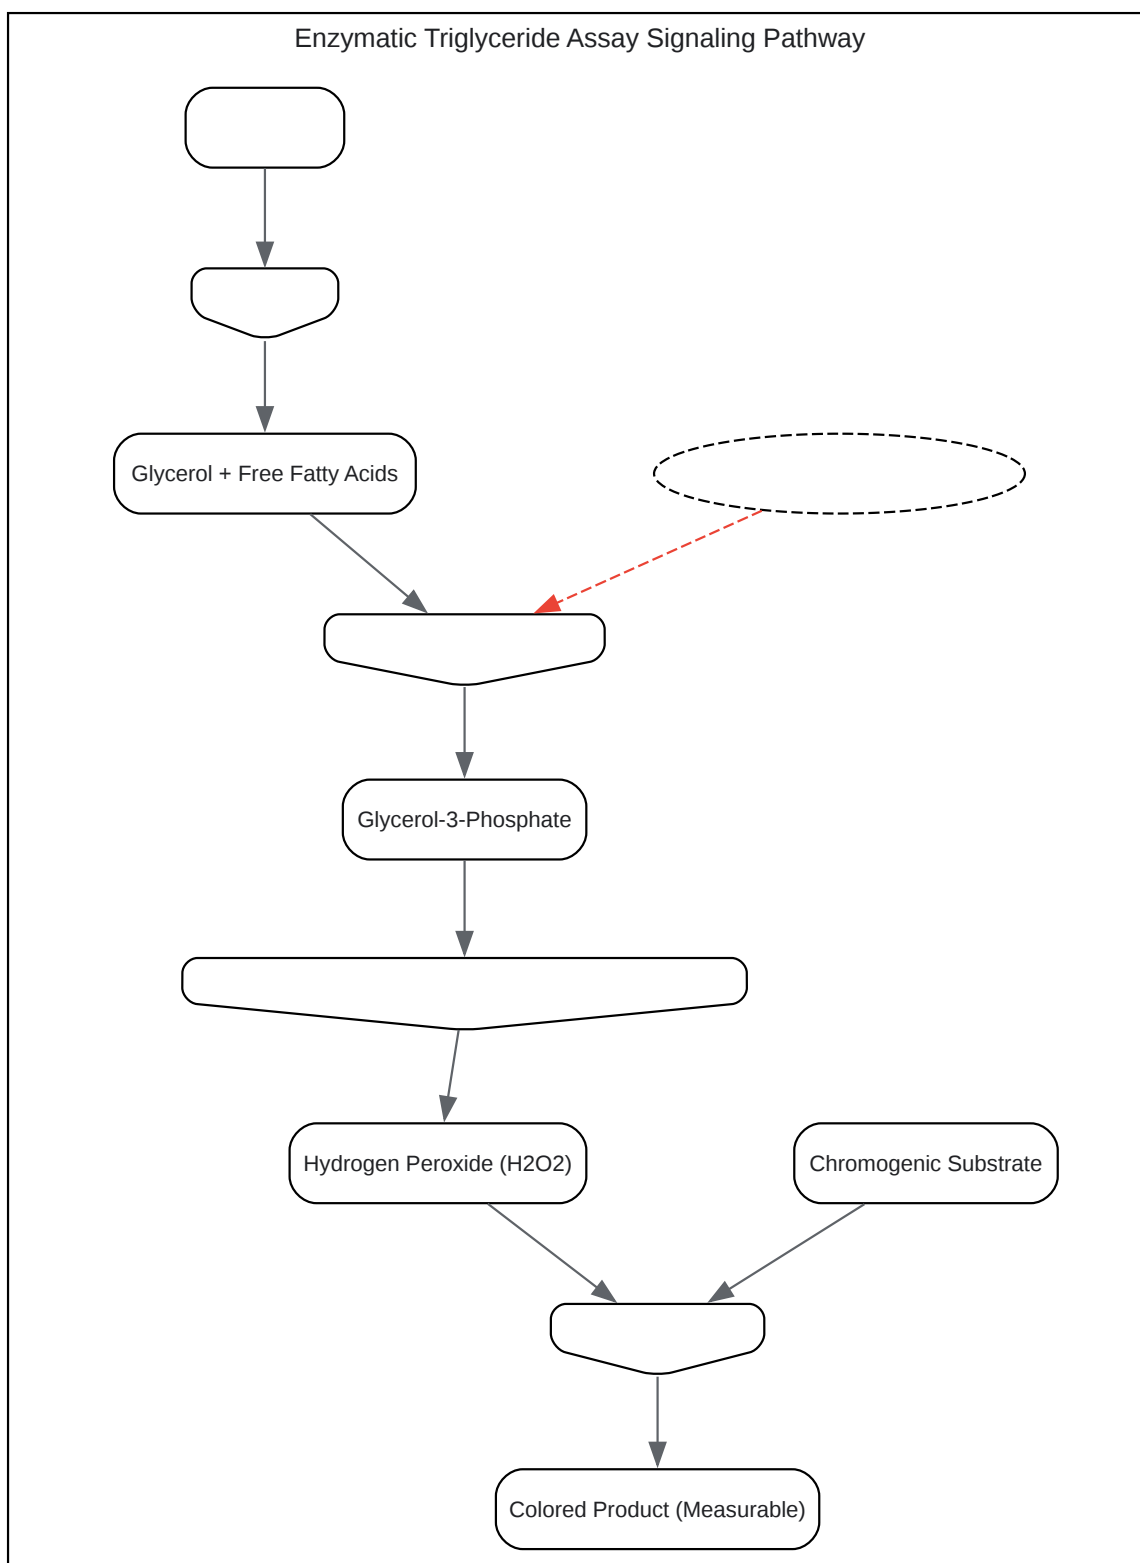 Enzymatic Triglyceride Assay Signaling Pathway
Glycerol + Free Fatty Acids
Glycerol-3-Phosphate
Hydrogen Peroxide (H2O2)
Chromogenic Substrate
Colored Product (Measurable)